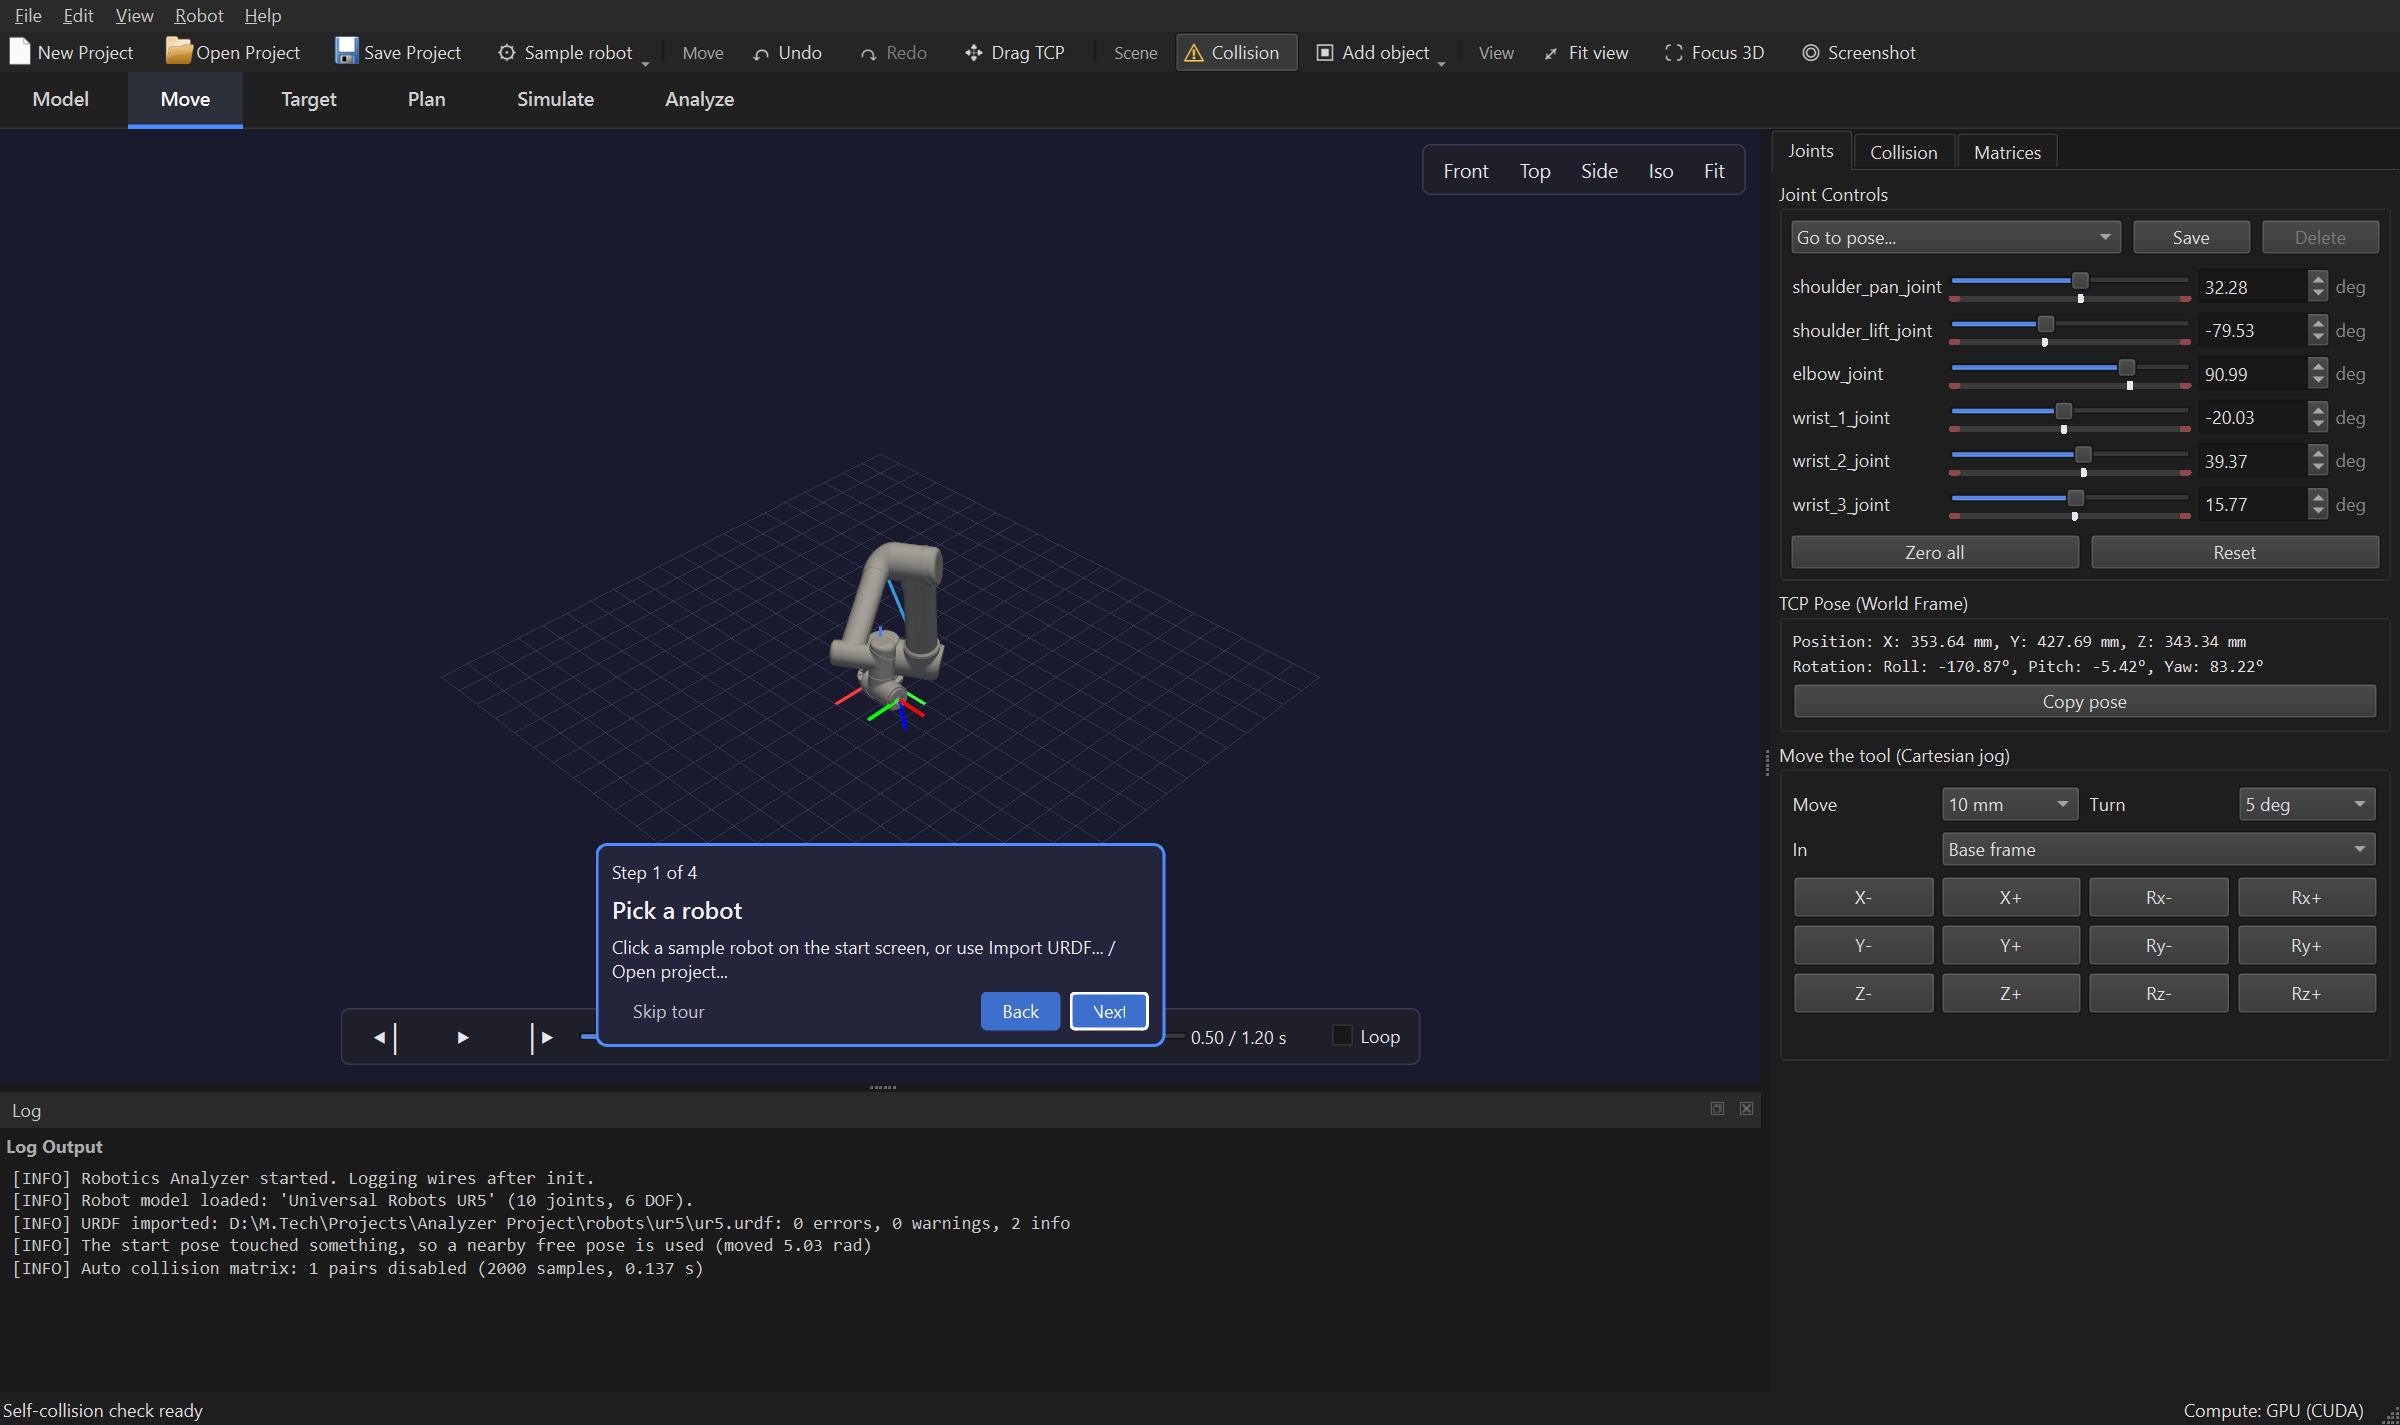 File Edit View Robot Help
New Project Open Project Save Project Sample robot Move Undo Redo Drag TCP Scene Collision Add object View Fit view Focus 3D Screenshot
Model Move Target Plan Simulate Analyze
Front Top Side Iso Fit
Step 1 of 4
Pick a robot
Click a sample robot on the start screen, or use Import URDF... /
Open project...
Skip tour Back Next
0.50 / 1.20 s Loop
Joints Collision Matrices
Joint Controls
Go to pose... Save Delete
shoulder_pan_joint 32.28 deg
shoulder_lift_joint -79.53 deg
elbow_joint 90.99 deg
wrist_1_joint -20.03 deg
wrist_2_joint 39.37 deg
wrist_3_joint 15.77 deg
Zero all Reset
TCP Pose (World Frame)
Position: X: 353.64 mm, Y: 427.69 mm, Z: 343.34 mm
Rotation: Roll: -170.87º, Pitch: -5.42º, Yaw: 83.22º
Copy pose
Move the tool (Cartesian jog)
Move 10 mm Turn 5 deg
In Base frame
X- X+ Rx- Rx+
Y- Y+ Ry- Ry+
Z- Z+ Rz- Rz+
Log
Log Output
[INFO] Robotics Analyzer started. Logging wires after init.
[INFO] Robot model loaded: 'Universal Robots UR5' (10 joints, 6 DOF).
[INFO] URDF imported: D:\M.Tech\Projects\Analyzer Project\robots\ur5\ur5.urdf: 0 errors, 0 warnings, 2 info
[INFO] The start pose touched something, so a nearby free pose is used (moved 5.03 rad)
[INFO] Auto collision matrix: 1 pairs disabled (2000 samples, 0.137 s)
Self-collision check ready
Compute: GPU (CUDA)